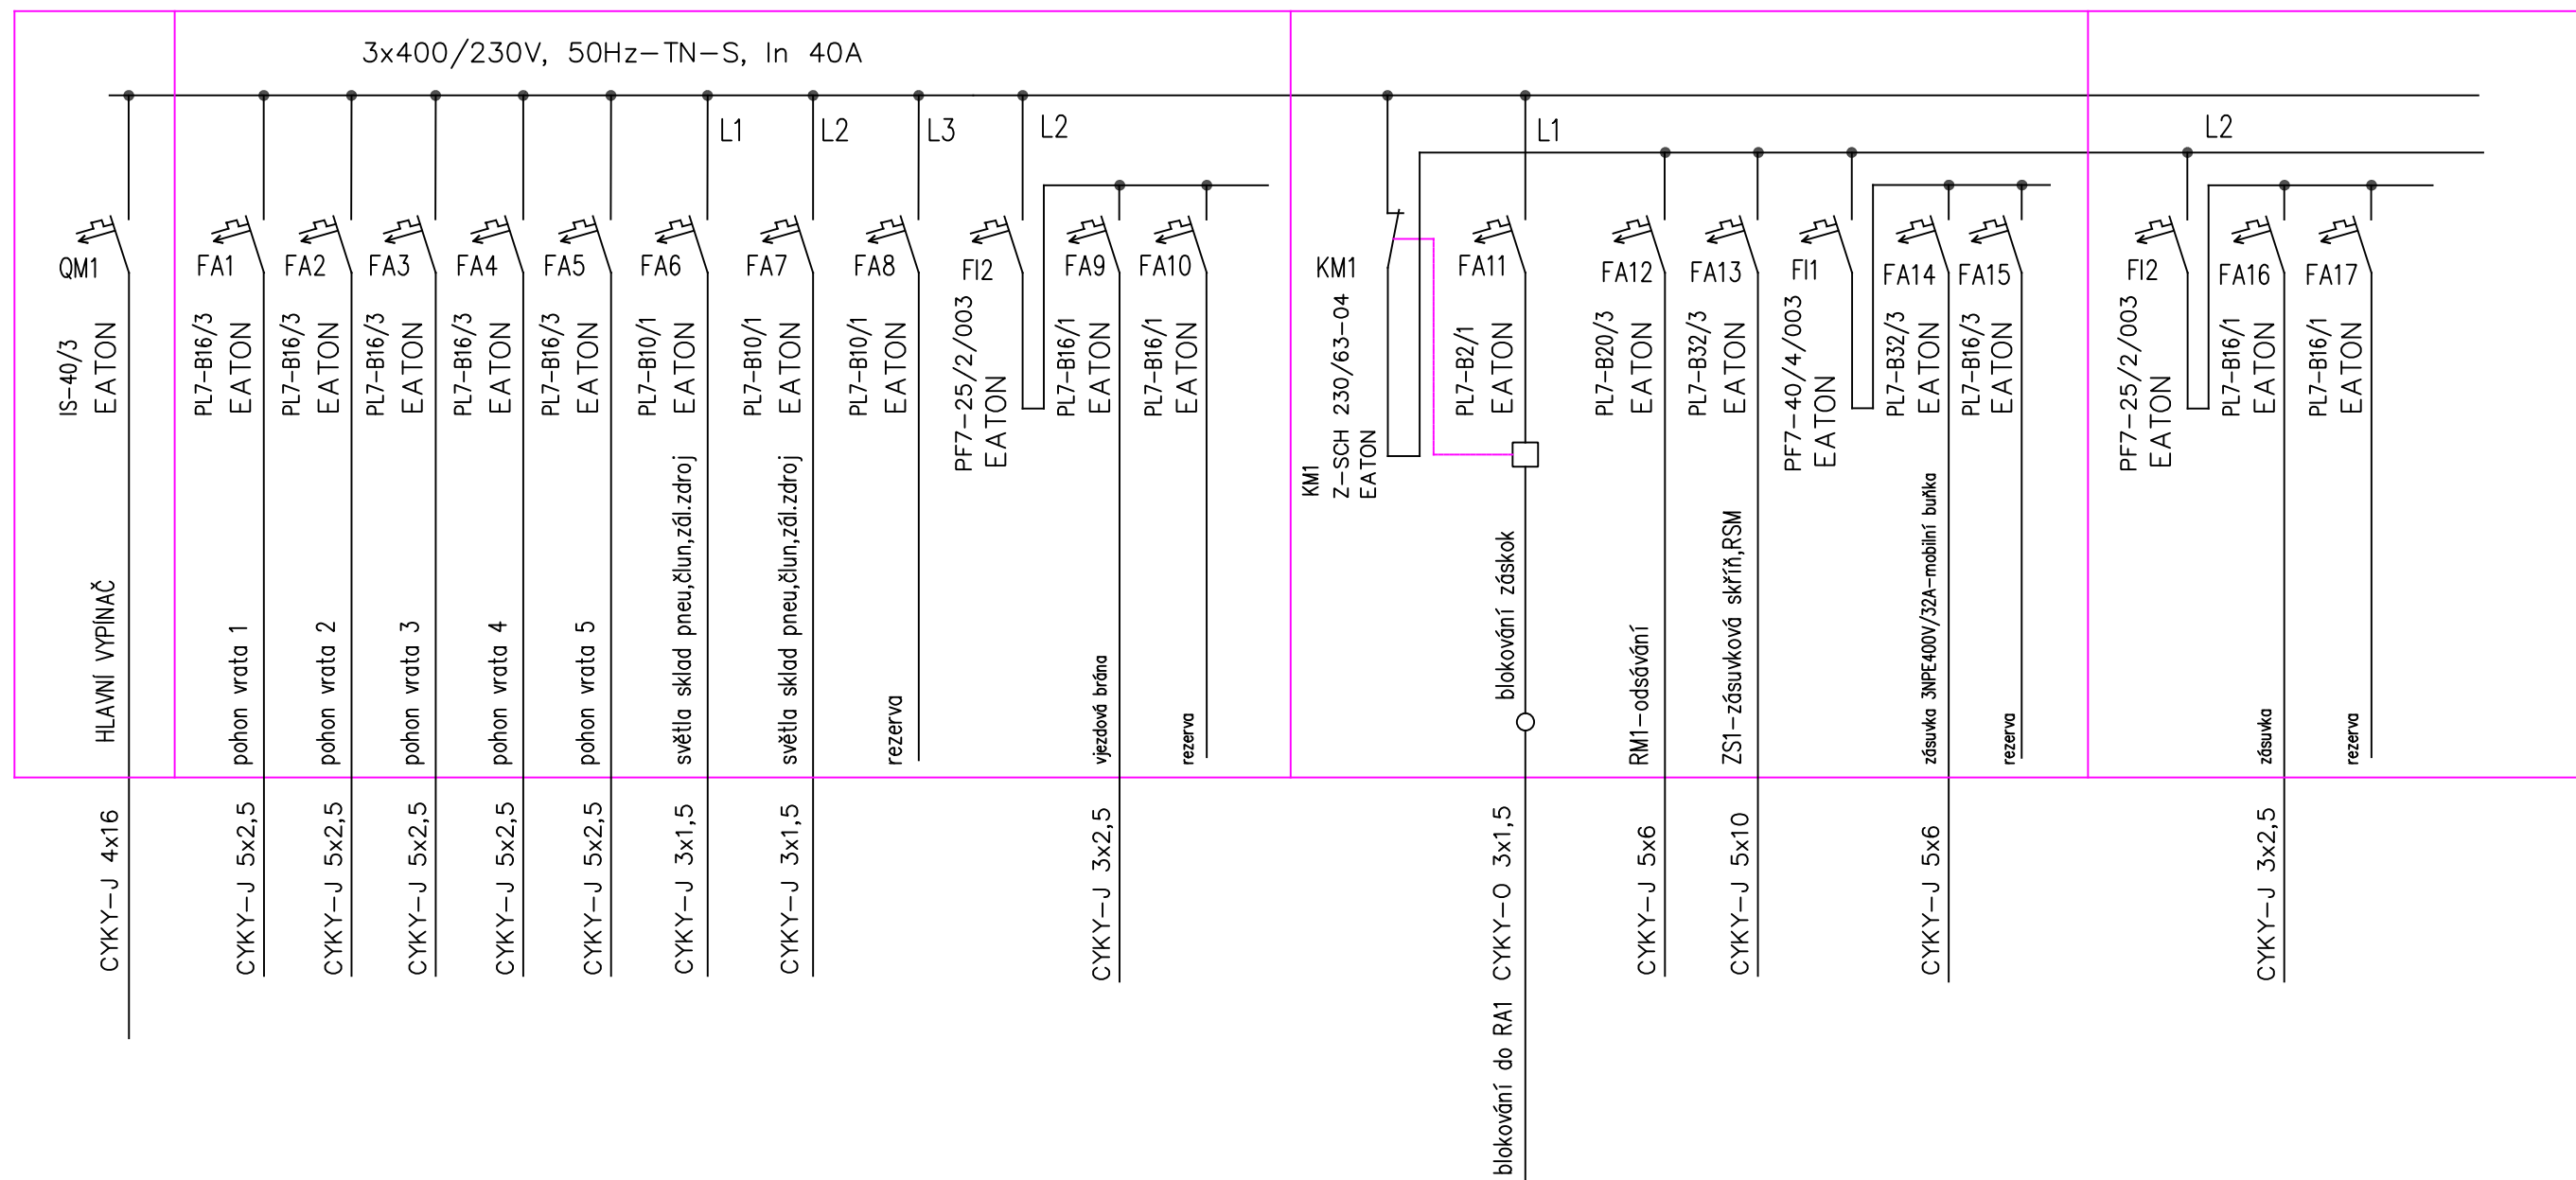 3x400/230V, 50Hz-TN-S, In 40A
L1
L2
L3
L2
L1
L2
QM1
IS-40/3
EATON
HLAVNÍ VYPÍNAČ
CYKY-J 4x16
FA1
PL7-B16/3
EATON
pohon vrata 1
CYKY-J 5x2,5
FA2
PL7-B16/3
EATON
pohon vrata 2
CYKY-J 5x2,5
FA3
PL7-B16/3
EATON
pohon vrata 3
CYKY-J 5x2,5
FA4
PL7-B16/3
EATON
pohon vrata 4
CYKY-J 5x2,5
FA5
PL7-B16/3
EATON
pohon vrata 5
CYKY-J 5x2,5
FA6
PL7-B10/1
EATON
světla sklad pneu,člun,zál.zdroj
CYKY-J 3x1,5
FA7
PL7-B10/1
EATON
světla sklad pneu,člun,zál.zdroj
CYKY-J 3x1,5
FA8
PL7-B10/1
EATON
rezerva
FI2
PF7-25/2/003
EATON
FA9
PL7-B16/1
EATON
vjezdová brána
CYKY-J 3x2,5
FA10
PL7-B16/1
EATON
rezerva
KM1
KM1
Z-SCH 230/63-04
EATON
FA11
PL7-B2/1
EATON
blokování záskok
blokování do RA1 CYKY-O 3x1,5
FA12
PL7-B20/3
EATON
RM1-odsávání
CYKY-J 5x6
FA13
PL7-B32/3
EATON
ZS1-zásuvková skříň,RSM
CYKY-J 5x10
FI1
PF7-40/4/003
EATON
FA14
PL7-B32/3
EATON
zásuvka 3NPE400V/32A-mobilní buňka
CYKY-J 5x6
FA15
PL7-B16/3
EATON
rezerva
FI2
PF7-25/2/003
EATON
FA16
PL7-B16/1
EATON
zásuvka
CYKY-J 3x2,5
FA17
PL7-B16/1
EATON
rezerva